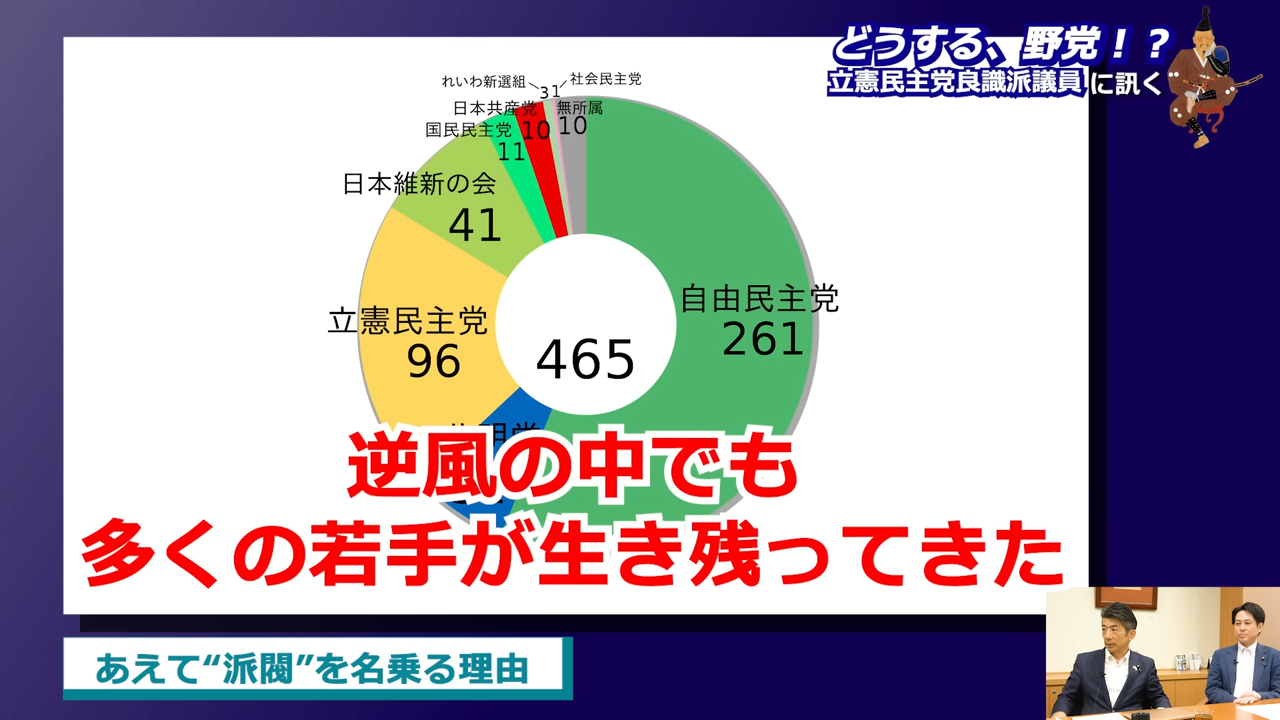 どうする、野党！？
立憲民主党良識派議員に訊く
れいわ新選組
3
1
社会民主党
日本共産党
10
無所属
10
国民民主党
11
日本維新の会
41
自由民主党
261
立憲民主党
96
465
逆風の中でも
多くの若手が生き残ってきた
あえて“派閥”を名乗る理由